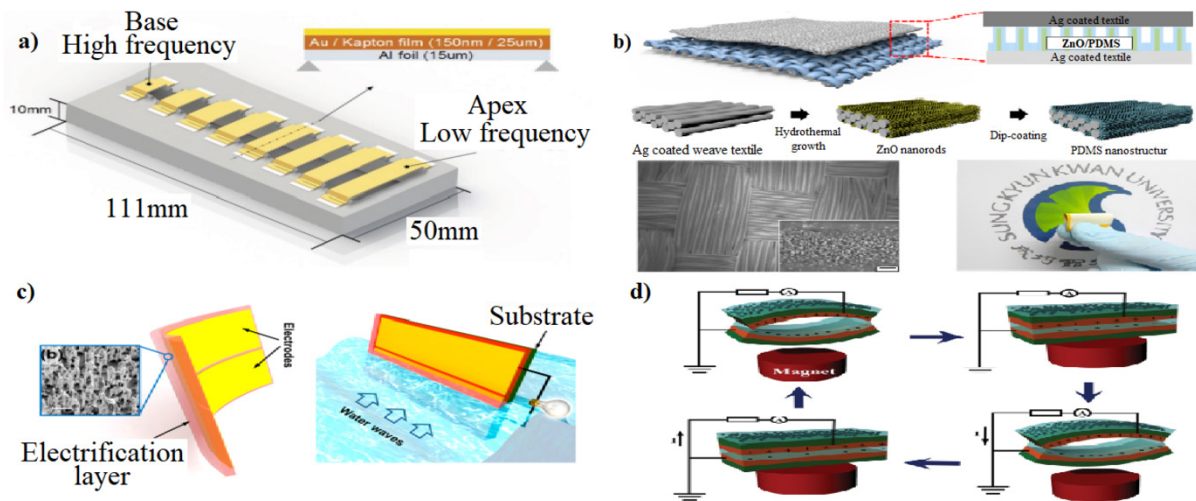 a)
Base
High frequency
Au / Kapton film (150nm / 25um)
Al foil (15um)
10mm
Apex
Low frequency
111mm
50mm
b)
Ag coated textile
ZnO/PDMS
Ag coated textile
Ag coated weave textile
Hydrothermal
growth
ZnO nanorods
Dip-coating
PDMS nanostructur
SUNGKYUNKWAN UNIVERSITY
c)
(b)
Electrodes
Electrification
layer
Substrate
Water waves
d)
A
A
Magnet
A
A